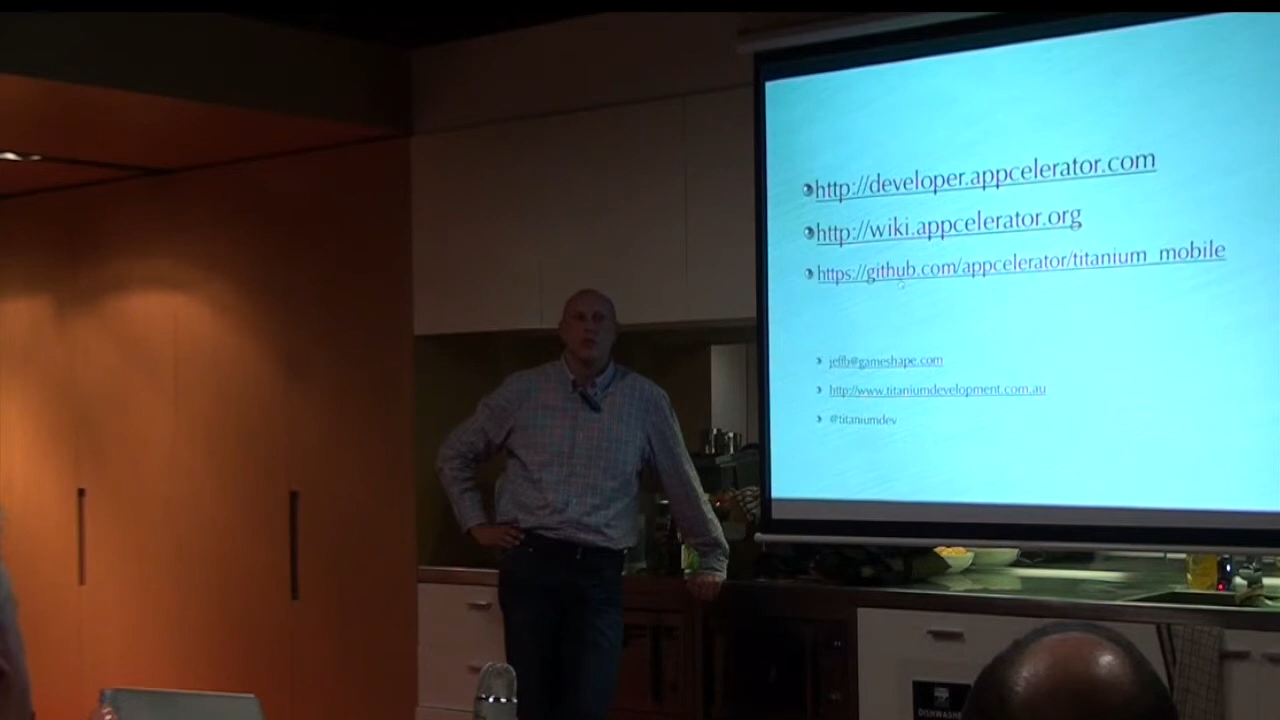 http://developer.appcelerator.com
http://wiki.appcelerator.org
https://github.com/appcelerator/titanium_mobile
jeffb@gameshape.com
http://www.titaniumdevelopment.com.au
@titaniumdev
DISHWASHE